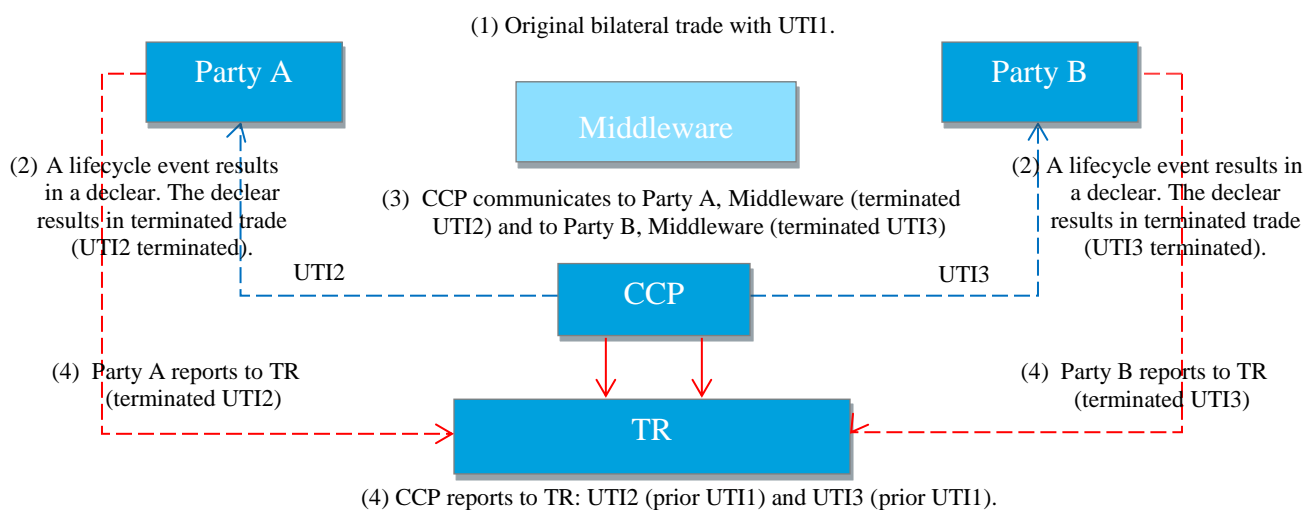 (1) Original bilateral trade with UTI1.
Party A
Party B
Middleware
(2) A lifecycle event results
in a declear. The declear
results in terminated trade
(UTI2 terminated).
(3) CCP communicates to Party A, Middleware (terminated
UTI2) and to Party B, Middleware (terminated UTI3)
(2) A lifecycle event results in
a declear. The declear
results in terminated trade
(UTI3 terminated).
UTI2
CCP
UTI3
(4) Party A reports to TR
(terminated UTI2)
(4) Party B reports to TR
(terminated UTI3)
TR
(4) CCP reports to TR: UTI2 (prior UTI1) and UTI3 (prior UTI1).